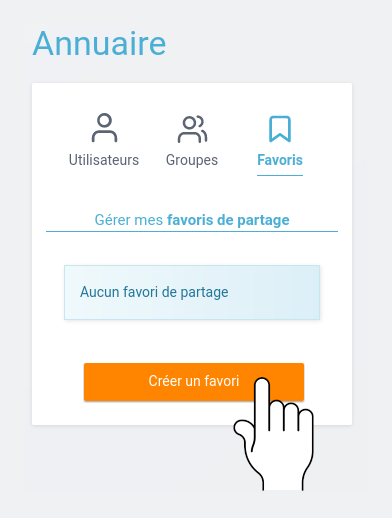 Annuaire
Utilisateurs Groupes Favoris
Gérer mes favoris de partage
Aucun favori de partage
Créer un favori